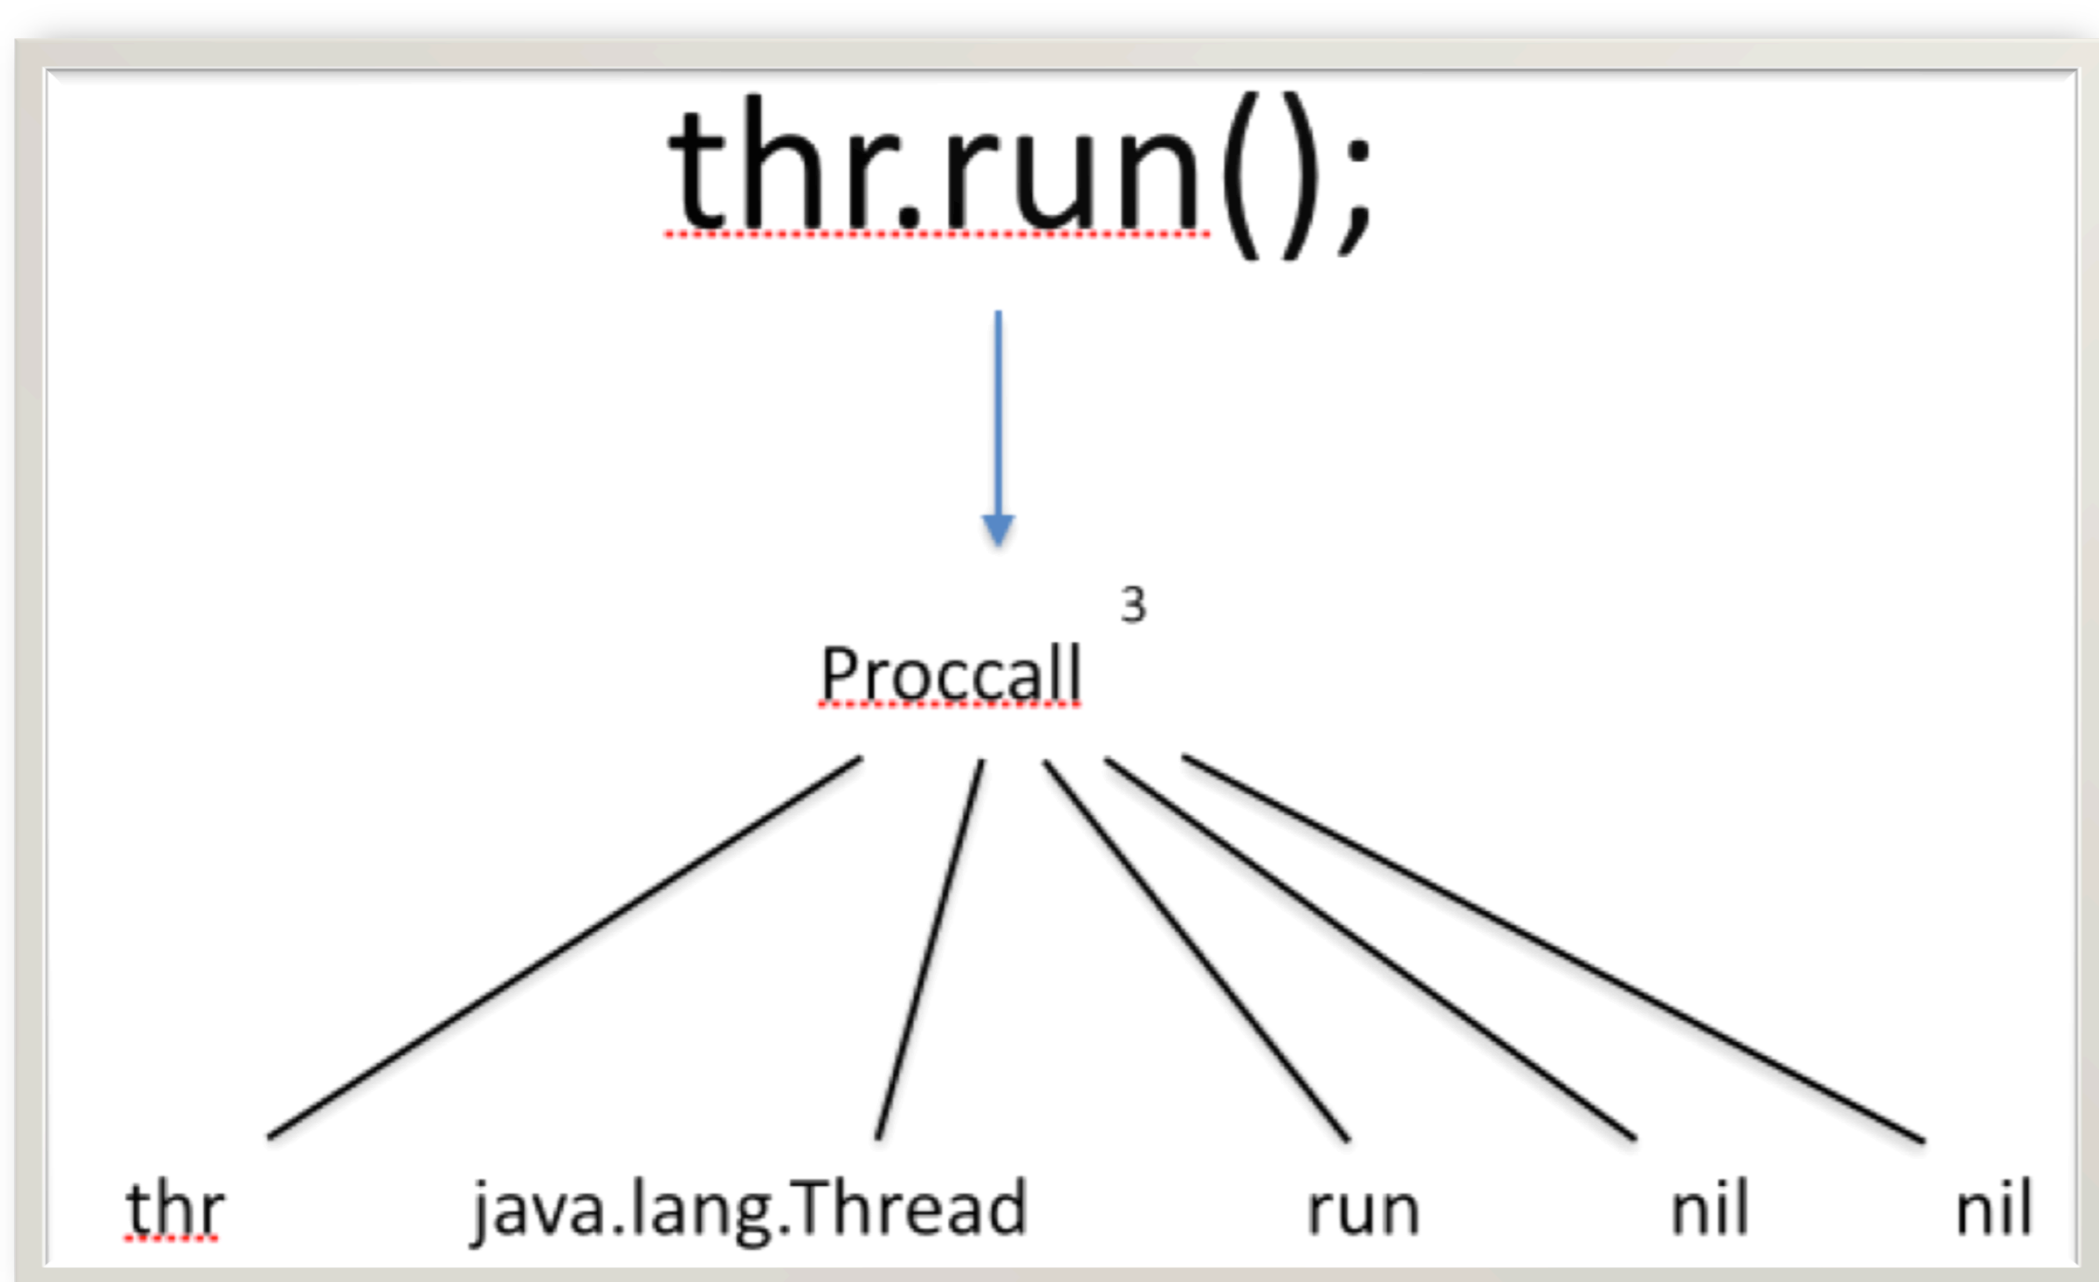 thr.run();
3
Proccall
thr java.lang.Thread run nil nil